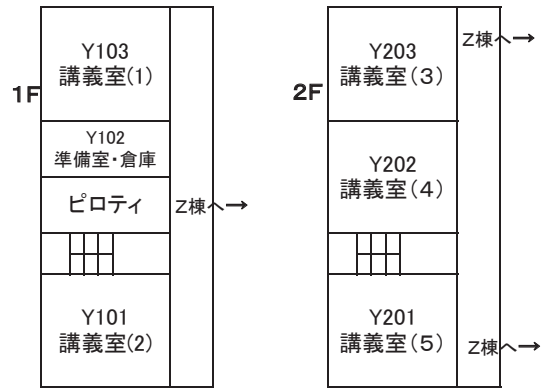 1F
Y103
講義室(1)
Y102
準備室・倉庫
ピロティ
Z棟へ→
Y101
講義室(2)
2F
Z棟へ→
Y203
講義室(3)
Y202
講義室(4)
Y201
講義室(5)
Z棟へ→